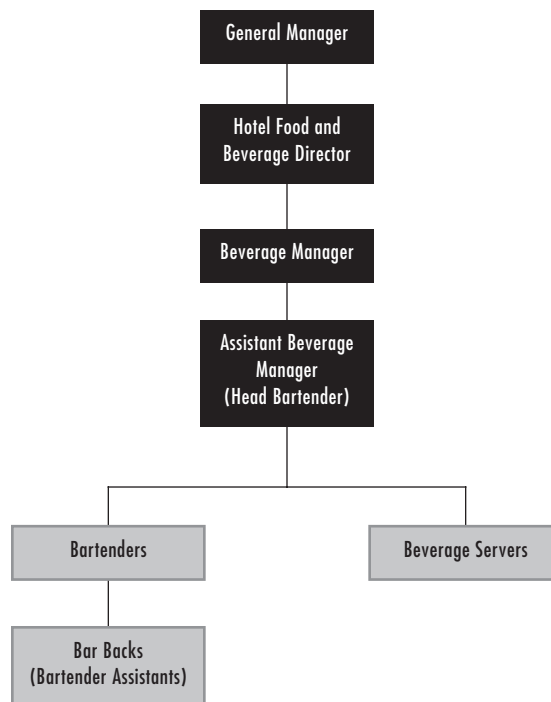 General Manager
Hotel Food and
Beverage Director
Beverage Manager
Assistant Beverage
Manager
(Head Bartender)
Bartenders
Beverage Servers
Bar Backs
(Bartender Assistants)